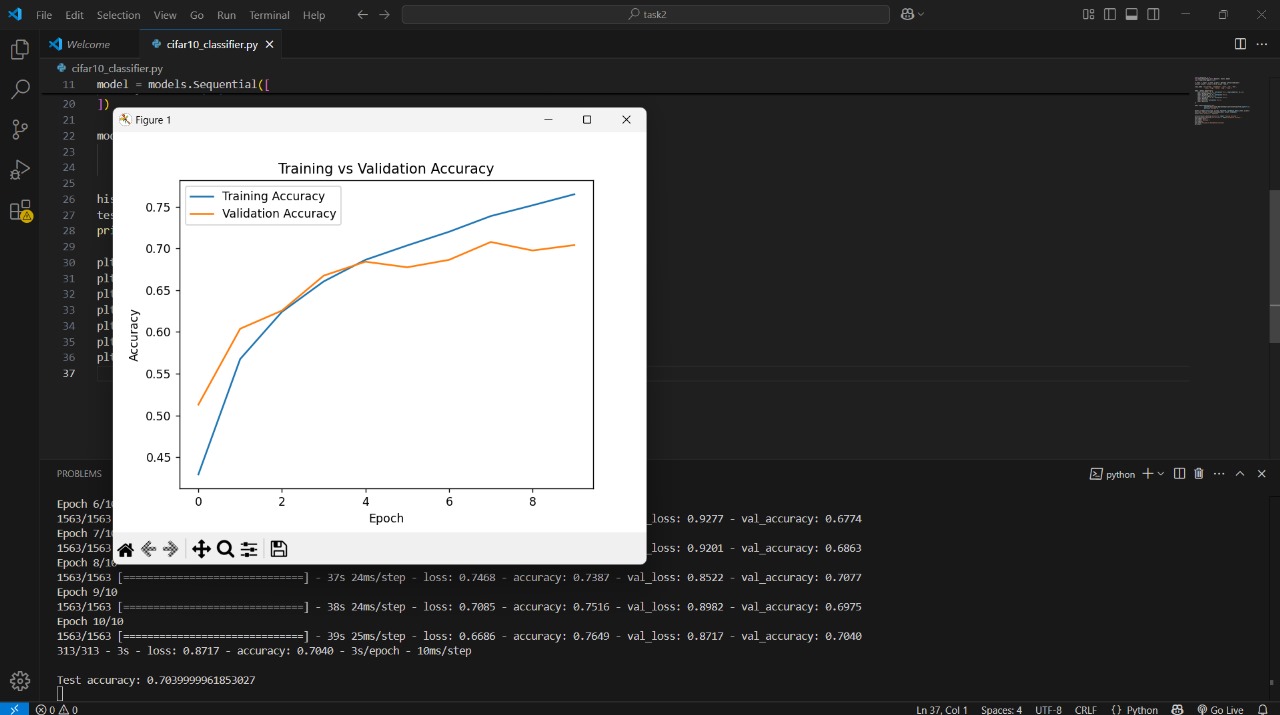 File Edit Selection View Go Run Terminal Help task2
Welcome cifar10_classifier.py
cifar10_classifier.py
11 model = models.Sequential([
20 ])
21
22 mo
23
24
25
26 his
27 tes
28 pri
29
30 plt
31 plt
32 plt
33 plt
34 plt
35 plt
36 plt
37
Figure 1
Training vs Validation Accuracy
Training Accuracy
Validation Accuracy
0.75
0.70
0.65
0.60
0.55
0.50
0.45
Accuracy
0 2 4 6 8
Epoch
PROBLEMS python
Epoch 6/10
1563/1563 _loss: 0.9277 - val_accuracy: 0.6774
Epoch 7/10
1563/1563 _loss: 0.9201 - val_accuracy: 0.6863
Epoch 8/10
1563/1563 [==============================] - 37s 24ms/step - loss: 0.7468 - accuracy: 0.7387 - val_loss: 0.8522 - val_accuracy: 0.7077
Epoch 9/10
1563/1563 [==============================] - 38s 24ms/step - loss: 0.7085 - accuracy: 0.7516 - val_loss: 0.8982 - val_accuracy: 0.6975
Epoch 10/10
1563/1563 [==============================] - 39s 25ms/step - loss: 0.6686 - accuracy: 0.7649 - val_loss: 0.8717 - val_accuracy: 0.7040
313/313 - 3s - loss: 0.8717 - accuracy: 0.7040 - 3s/epoch - 10ms/step
Test accuracy: 0.7039999961853027
0 0 Ln 37, Col 1 Spaces: 4 UTF-8 CRLF {} Python Go Live